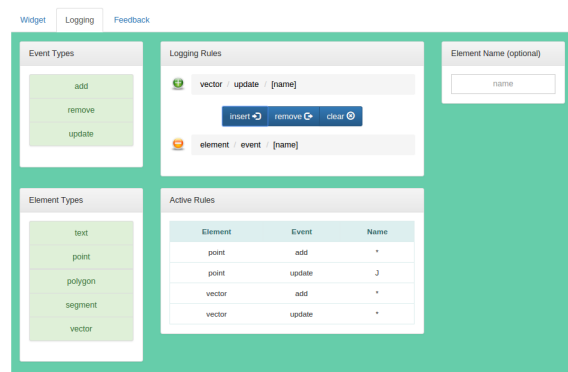 Widget Logging Feedback
Event Types
add
remove
update
Logging Rules
vector / update / [name]
insert remove clear
element / event / [name]
Element Name (optional)
name
Element Types
text
point
polygon
segment
vector
Active Rules
Element Event Name
point add *
point update J
vector add *
vector update *